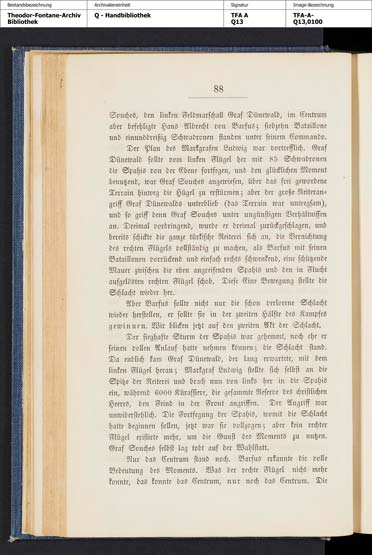 Bestandsbezeichnung
Theodor-Fontane-Archiv
Bibliothek
Archivalieneinheit
Q - Handbibliothek
Signatur
TFA A
Q13
Image-Bezeichnung
TFA-A-
Q13,0100
88
Souches, den linken Feldmarschall Graf Dünewald, im Centrum
aber befehligte Hans Albrecht von Barfus; siebzehn Bataillone
und einunddreißig Schwadronen standen unter seinem Commando.
Der Plan des Markgrafen Ludwig war vortrefflich. Graf
Dünewald sollte vom linken Flügel her mit 85 Schwadronen
die Spahis von der Ebene fortfegen, und den glücklichen Moment
benutzend, war Graf Souches angewiesen, über das frei gewordene
Terrain hinweg die Hügel zu erstürmen; aber der große Reiteran-
griff Graf Dünewalds unterblieb (das Terrain war unwegsam),
und so griff denn Graf Souches unter ungünstigen Verhältnissen
an. Dreimal vordringend, wurde er dreimal zurückgeschlagen, und
bereits schickte die ganze türkische Reiterei sich an, die Vernichtung
des rechten Flügels vollständig zu machen, als Barfus mit seinen
Bataillonen vorrückend und einfach rechts schwenkend, eine schützende
Mauer zwischen die eben angreifenden Spahis und den in Flucht
aufgelösten rechten Flügel schob. Diese Eine Bewegung stellte die
Schlacht wieder her.
Aber Barfus sollte nicht nur die schon verlorene Schlacht
wieder herstellen, er sollte sie in der zweiten Hälfte des Kampfes
gewinnen. Wir blicken jetzt auf den zweiten Akt der Schlacht.
Der sieghafte Sturm der Spahis war gehemmt, noch ehe er
seinen vollen Anlauf hatte nehmen können; die Schlacht stand.
Da endlich kam Graf Dünewald, der lang erwartete, mit dem
linken Flügel heran; Markgraf Ludwig stellte sich selbst an die
Spitze der Reiterei und brach nun von links her in die Spahis
ein, während 6000 Kürassiere, die gesammte Reserve des christlichen
Heeres, den Feind in der Front angriffen. Der Angriff war
unwiderstehlich. Die Fortfegung der Spahis, womit die Schlacht
hatte beginnen sollen, jetzt war sie vollzogen; aber kein rechter
Flügel existirte mehr, um die Gunst des Moments zu nutzen.
Graf Souches selbst lag todt auf der Wahlstatt.
Nur das Centrum stand noch. Barfus erkannte die volle
Bedeutung des Moments. Was der rechte Flügel nicht mehr
konnte, das konnte das Centrum, nur noch das Centrum. Die